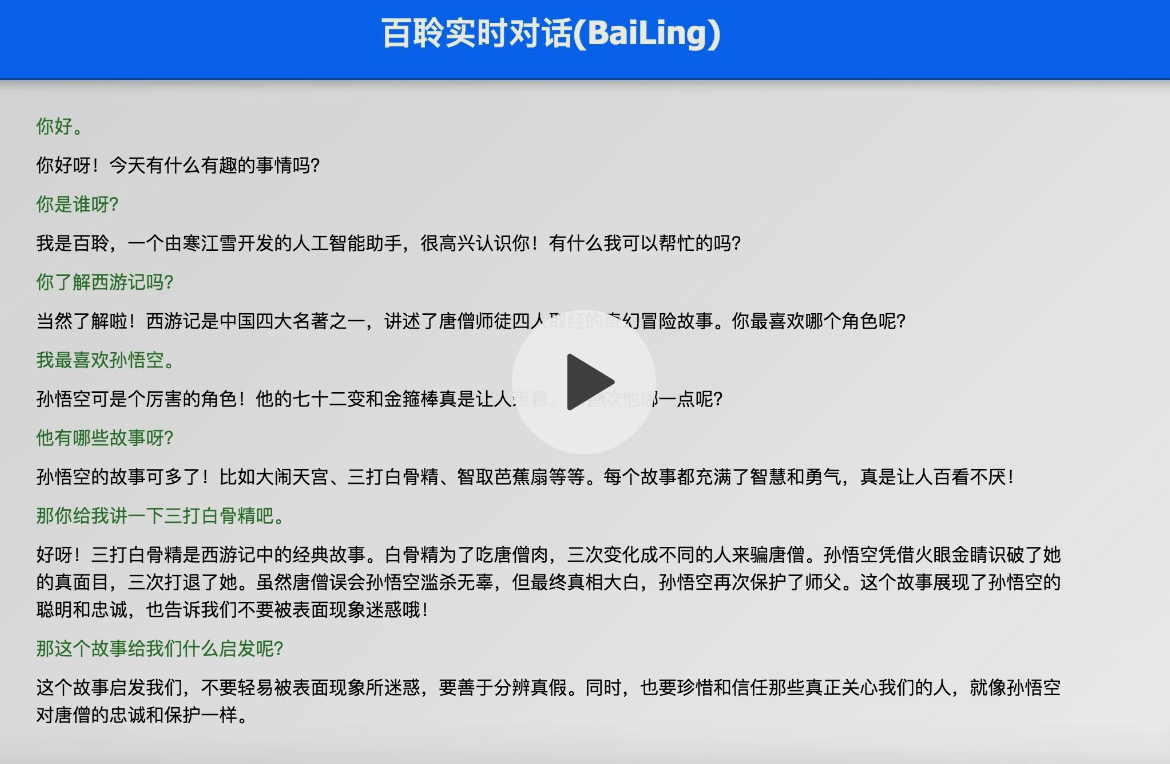 百聆实时对话(BaiLing)
你好。
你好呀！今天有什么有趣的事情吗？
你是谁呀？
我是百聆，一个由寒江雪开发的人工智能助手，很高兴认识你！有什么我可以帮忙的吗？
你了解西游记吗？
当然了解啦！西游记是中国四大名著之一，讲述了唐僧师徒四人取经的奇幻冒险故事。你最喜欢哪个角色呢？
我最喜欢孙悟空。
孙悟空可是个厉害的角色！他的七十二变和金箍棒真是让人羡慕。喜欢他哪一点呢？
他有哪些故事呀？
孙悟空的故事可多了！比如大闹天宫、三打白骨精、智取芭蕉扇等等。每个故事都充满了智慧和勇气，真是让人百看不厌！
那你给我讲一下三打白骨精吧。
好呀！三打白骨精是西游记中的经典故事。白骨精为了吃唐僧肉，三次变化成不同的人来骗唐僧。孙悟空凭借火眼金睛识破了她
的真面目，三次打退了她。虽然唐僧误会孙悟空滥杀无辜，但最终真相大白，孙悟空再次保护了师父。这个故事展现了孙悟空的
聪明和忠诚，也告诉我们不要被表面现象迷惑哦！
那这个故事给我们什么启发呢？
这个故事启发我们，不要轻易被表面现象所迷惑，要善于分辨真假。同时，也要珍惜和信任那些真正关心我们的人，就像孙悟空
对唐僧的忠诚和保护一样。